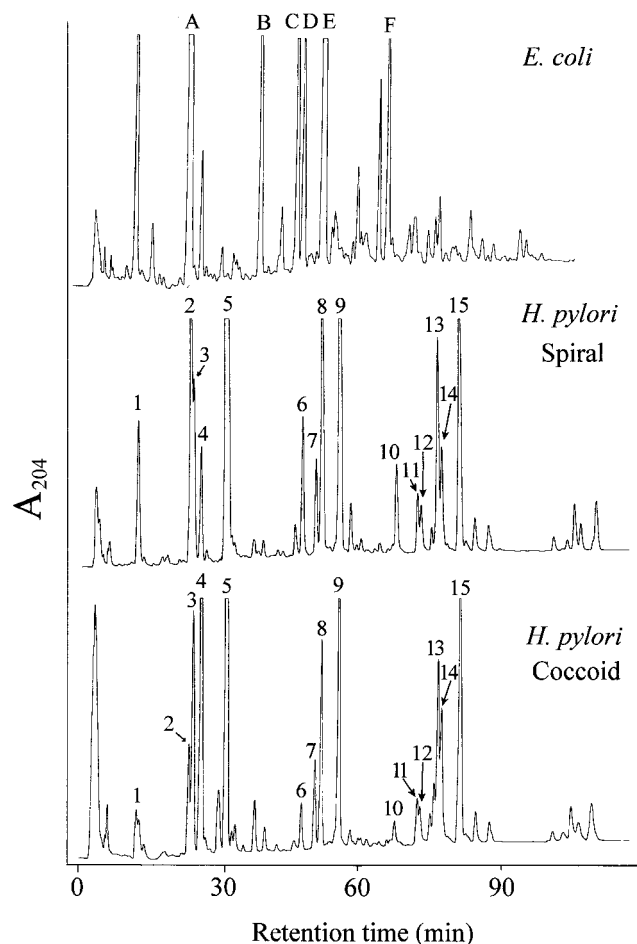 A B C D E F
E. coli
2 3 5 8 9 13 15
H. pylori
Spiral
1 4 6 7 10 11 12 14
A204
4
3 5 9 15
H. pylori
Coccoid
2 8 13 14
1 6 7 10 11 12
0 30 60 90
Retention time (min)